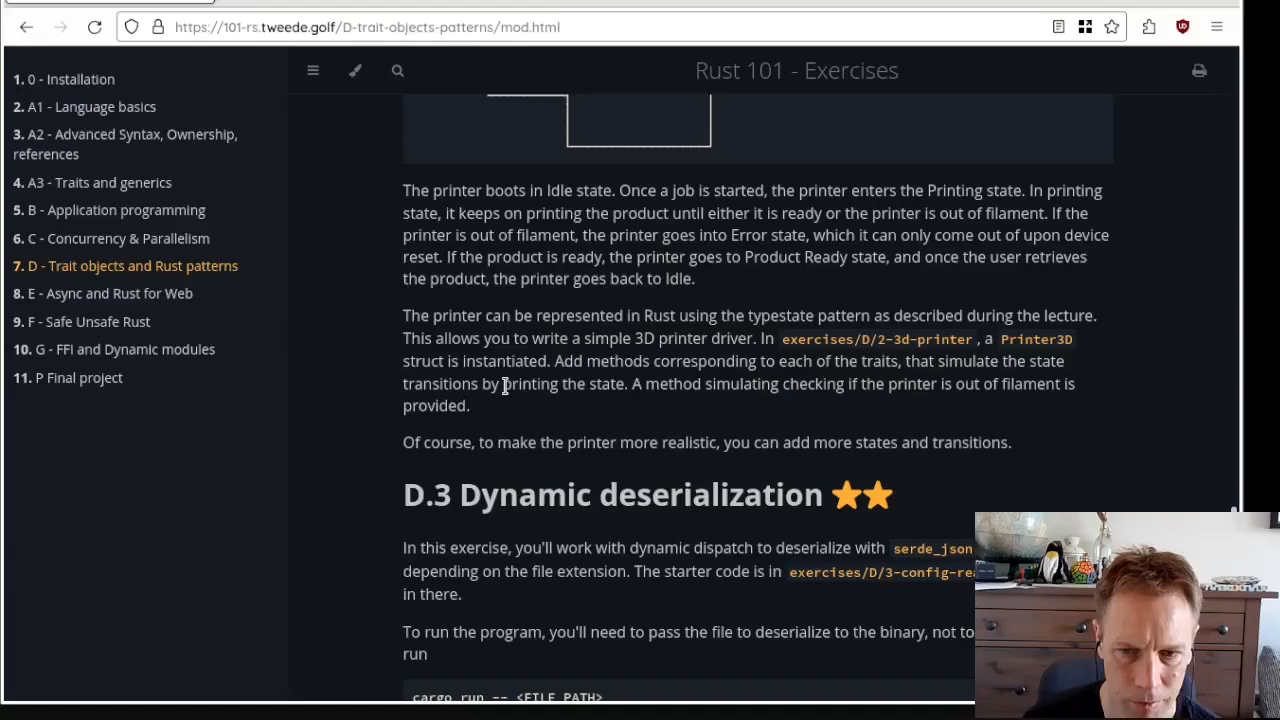 https://101-rs.tweede.golf/D-trait-objects-patterns/mod.html
Rust 101 - Exercises
1. 0 - Installation
2. A1 - Language basics
3. A2 - Advanced Syntax, Ownership,
references
4. A3 - Traits and generics
5. B - Application programming
6. C - Concurrency & Parallelism
7. D - Trait objects and Rust patterns
8. E - Async and Rust for Web
9. F - Safe Unsafe Rust
10. G - FFI and Dynamic modules
11. P Final project
The printer boots in Idle state. Once a job is started, the printer enters the Printing state. In printing
state, it keeps on printing the product until either it is ready or the printer is out of filament. If the
printer is out of filament, the printer goes into Error state, which it can only come out of upon device
reset. If the product is ready, the printer goes to Product Ready state, and once the user retrieves
the product, the printer goes back to Idle.
The printer can be represented in Rust using the typestate pattern as described during the lecture.
This allows you to write a simple 3D printer driver. In exercises/D/2-3d-printer, a Printer3D
struct is instantiated. Add methods corresponding to each of the traits, that simulate the state
transitions by printing the state. A method simulating checking if the printer is out of filament is
provided.
Of course, to make the printer more realistic, you can add more states and transitions.
D.3 Dynamic deserialization ⭐⭐
In this exercise, you'll work with dynamic dispatch to deserialize with serde_json
depending on the file extension. The starter code is in exercises/D/3-config-rea
in there.
To run the program, you'll need to pass the file to deserialize to the binary, not to
run
cargo run -- <FILE_PATH>